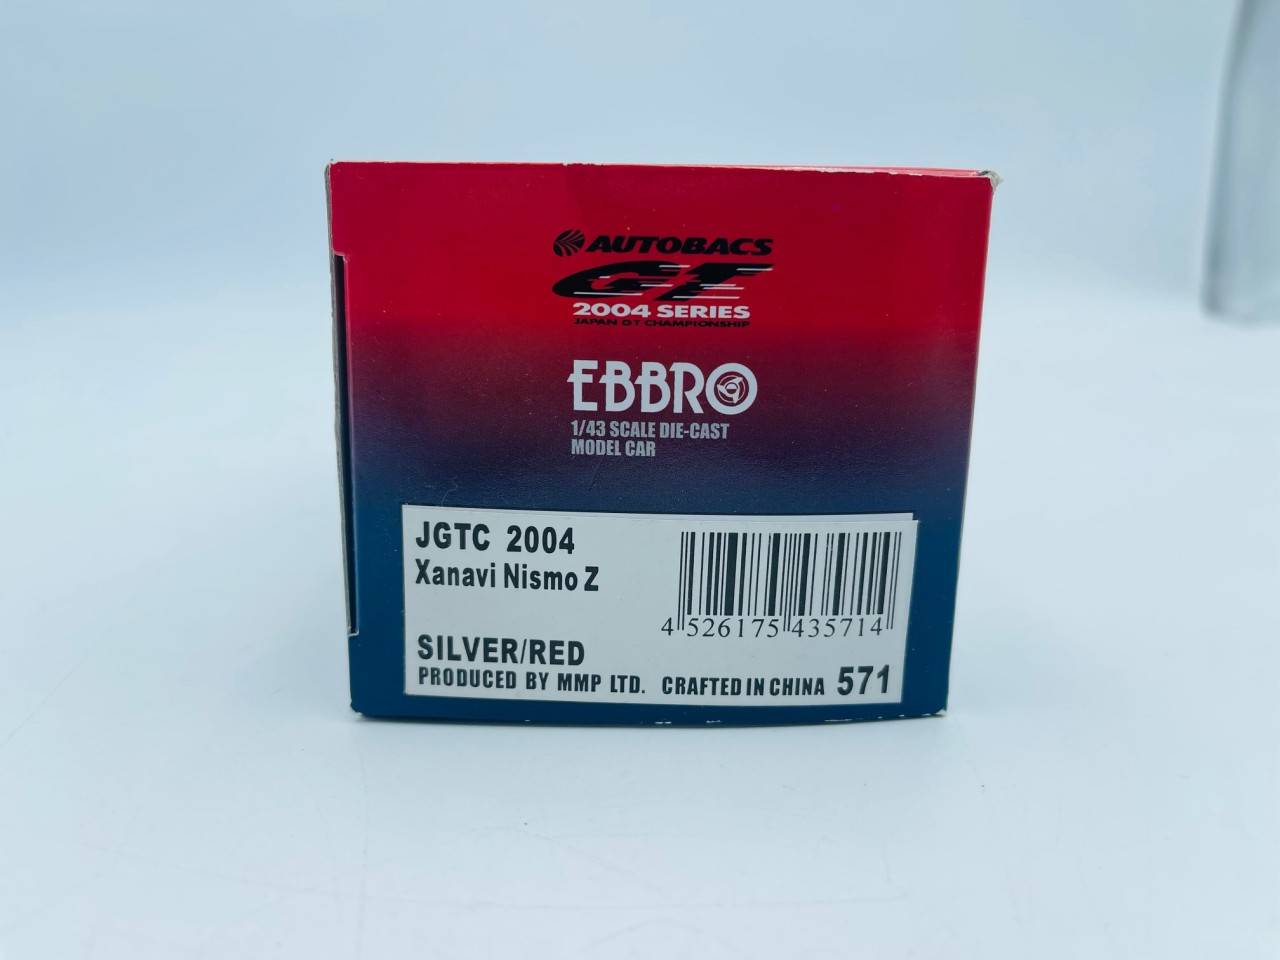 AUTOBACS
GT
2004 SERIES
JAPAN GT CHAMPIONSHIP
EBBRO
1/43 SCALE DIE-CAST
MODEL CAR
JGTC 2004
Xanavi Nismo Z
4 526175 435714
SILVER/RED
PRODUCED BY MMP LTD. CRAFTED IN CHINA 571